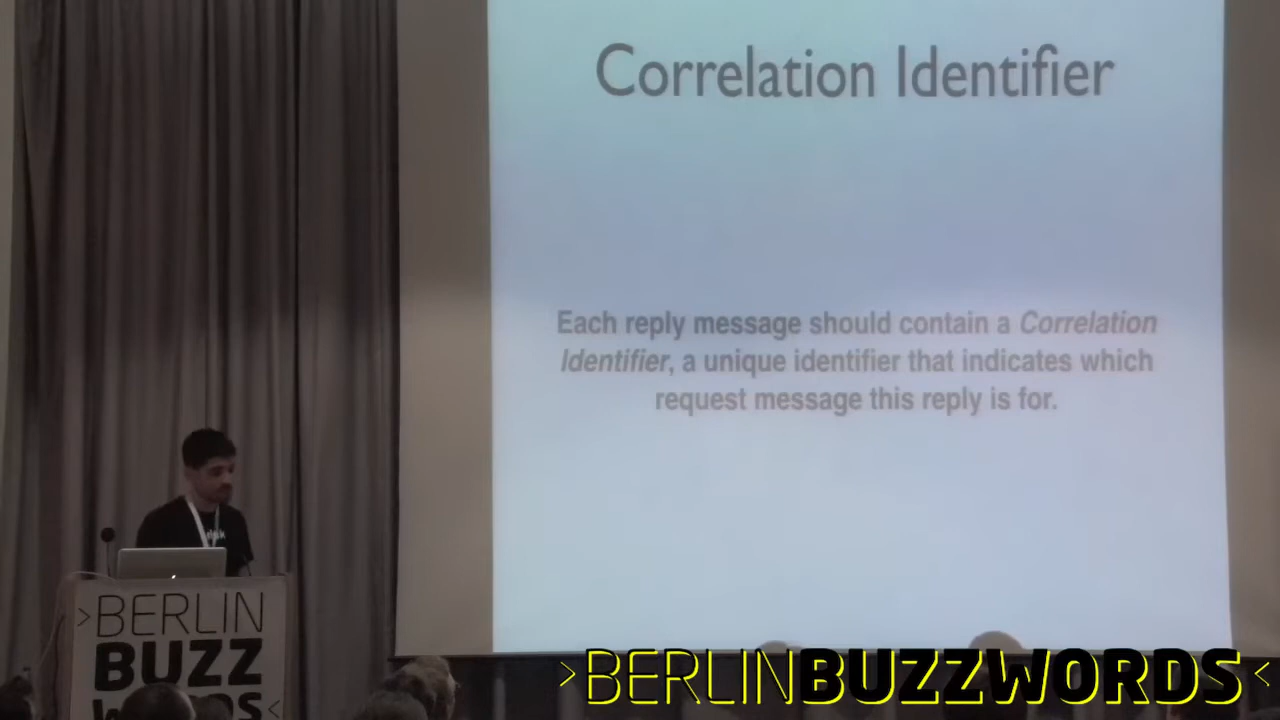 Correlation Identifier
Each reply message should contain a Correlation
Identifier, a unique identifier that indicates which
request message this reply is for.
>BERLIN
BUZZ
WORDS<
>BERLINBUZZWORDS<